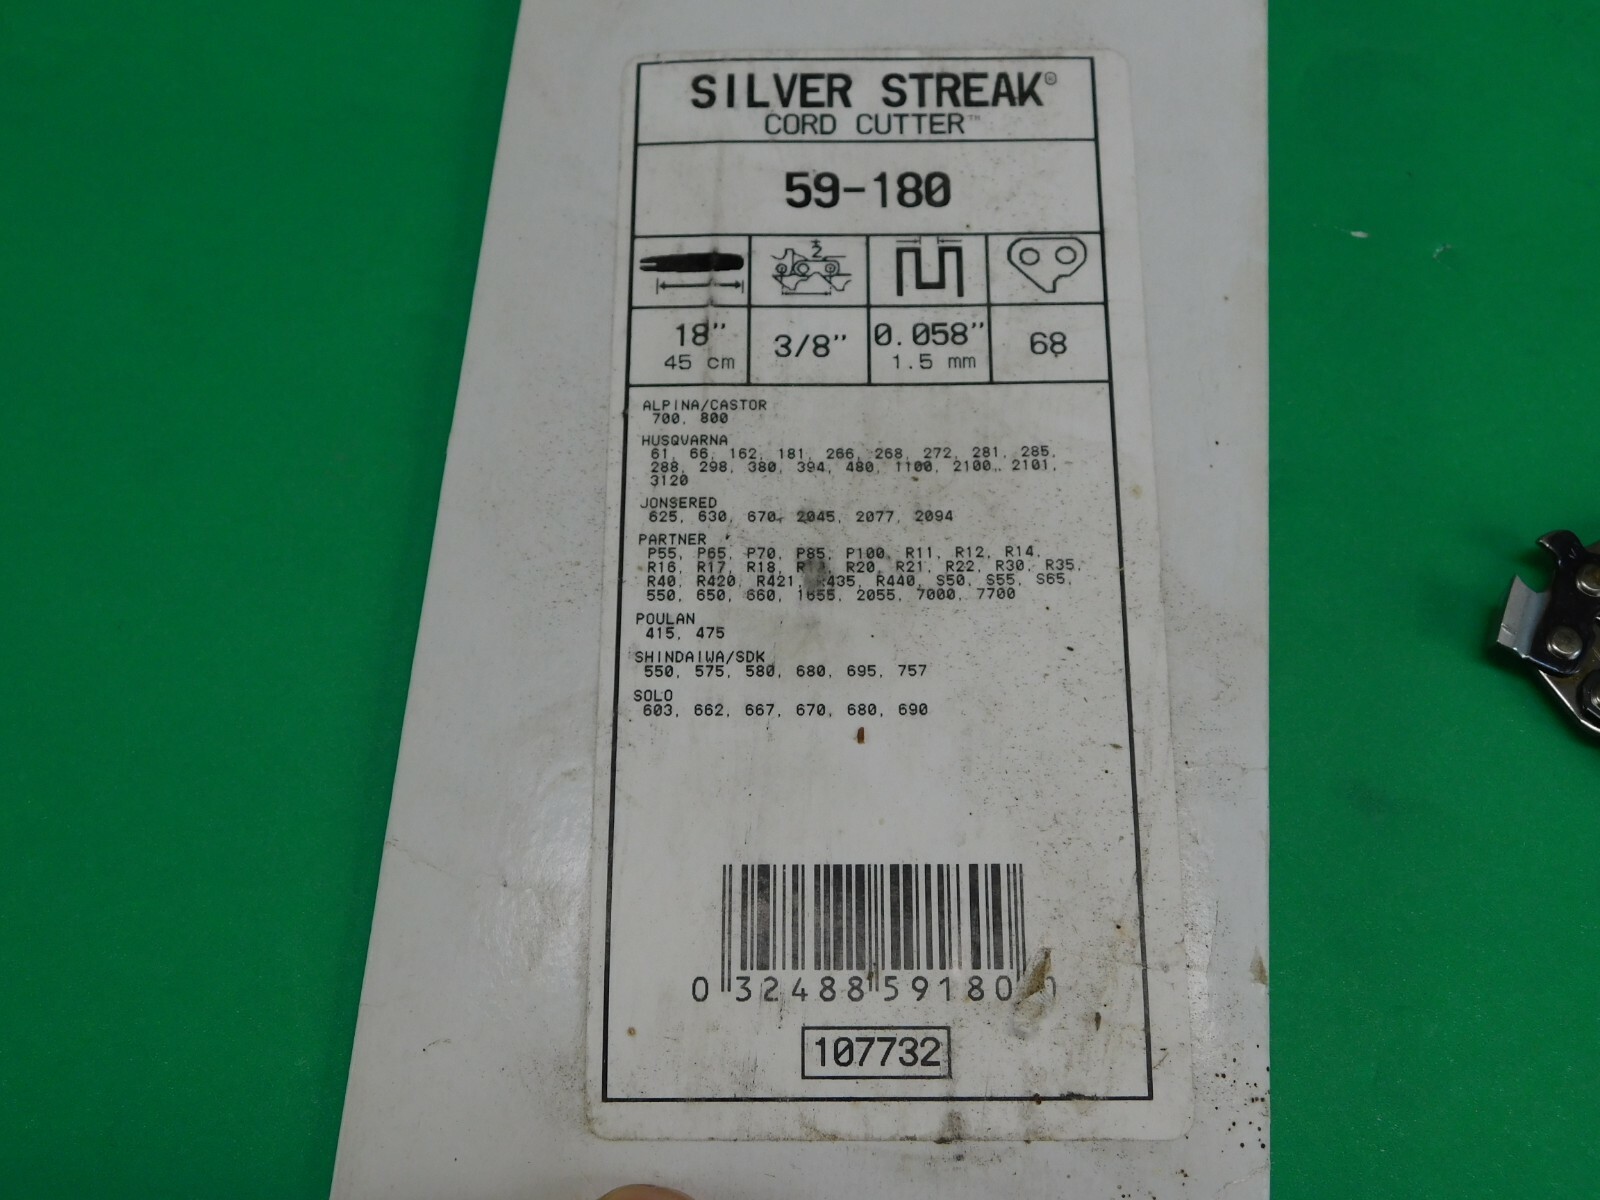 SILVER STREAK®
CORD CUTTER™
59-180
2
18" 3/8" 0.058" 68
45 cm 1.5 mm
ALPINA/CASTOR
700, 800
HUSQVARNA
61, 66, 162, 181, 266, 268, 272, 281, 285,
288, 298, 380, 394, 480, 1100, 2100, 2101,
3120
JONSERED
625, 630, 670, 2045, 2077, 2094
PARTNER
P55, P65, P70, P85, P100, R11, R12, R14,
R16, R17, R18, R20, R21, R22, R30, R35,
R40, R420, R421, R435, R440, S50, S55, S65,
550, 650, 660, 1655, 2055, 7000, 7700
POULAN
415, 475
SHINDAIWA/SDK
550, 575, 580, 680, 695, 757
SOLO
603, 662, 667, 670, 680, 690
0 32488 59180
107732